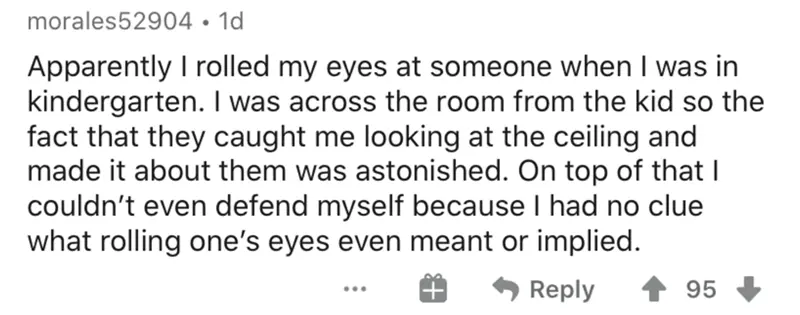 morales52904 • 1d
Apparently I rolled my eyes at someone when I was in
kindergarten. I was across the room from the kid so the
fact that they caught me looking at the ceiling and
made it about them was astonished. On top of that I
couldn’t even defend myself because I had no clue
what rolling one’s eyes even meant or implied.
... Reply 95